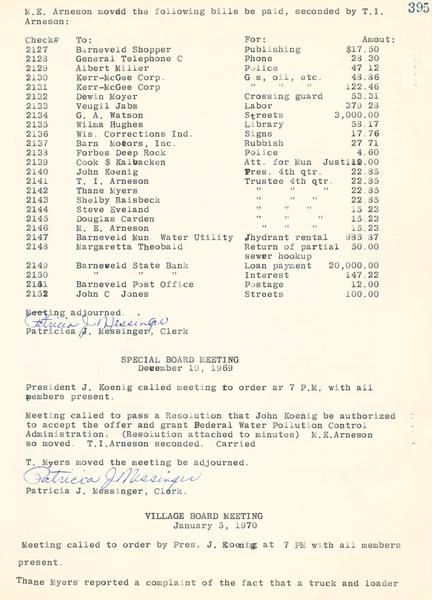 395
M.E. Arneson moved the following bills be paid, seconded by T.I.
Arneson:
Check# To: For: Amout:
2127 Barneveld Shopper Publishing $17.50
2128 General Telephone C Phone 28 30
2129 Albert Miller Police 47 12
2130 Kerr-McGee Corp. G s, oil, etc. 48.86
2131 Kerr-McGee Corp " " " 122.46
2132 Dewin Moyer Crossing guard 53.31
2133 Veugil Jabs Labor 379 28
2134 G. A. Watson Streets 3,000.00
2135 Wilma Hughes Library 58.17
2136 Wis. Corrections Ind. Signs 17.76
2137 Barn Motors, Inc. Rubbish 27 71
2138 Forbes Deep Rock Police 4.60
2139 Cook $ Kalbacken Att. for Mun Justice 10.00
2140 John Koenig Pres. 4th qtr. 22.85
2141 T. I. Arneson Trustee 4th qtr. 22.85
2142 Thane Myers " " " 22.85
2143 Shelby Raisbeck " " " 22.85
2144 Steve Eveland " " " 15 23
2145 Douglas Carden " " " 15 23
2146 M. E. Arneson " " " 15.23
2147 Barneveld Mun. Water Utility Jhydrant rental 985 87
2148 Margaretta Theobald Return of partial 50.00
sewer hookup
2149 Barneveld State Bank Loan payment 20,000.00
2150 " " " Interest 147.22
2151 Barneveld Post Office Postage 12.00
2152 John C Jones Streets 100.00
Meeting adjourned.
Patricia J. Messinger
Patriciea J. Messinger, Clerk
SPECIAL BOARD MEETING
December 19, 1969
President J. Koenig called meeting to order ar 7 P.M. with all
members present.
Meeting called to pass a Resolution that John Koenig be authorized
to accept the offer and grant Federal Water Pollution Control
Administration. (Resolution attached to minutes) M.E.Arneson
so moved. T.I.Arneson seconded. Carried
T. Myers moved the meeting be adjourned.
Patricia J Messinger
Patricia J. Messinger, Clerk.
VILLAGE BOARD MEETING
January 5, 1970
Meeting called to order by Pres. J. Koenig at 7 PM with all members
present.
Thane Myers reported a complaint of the fact that a truck and loader